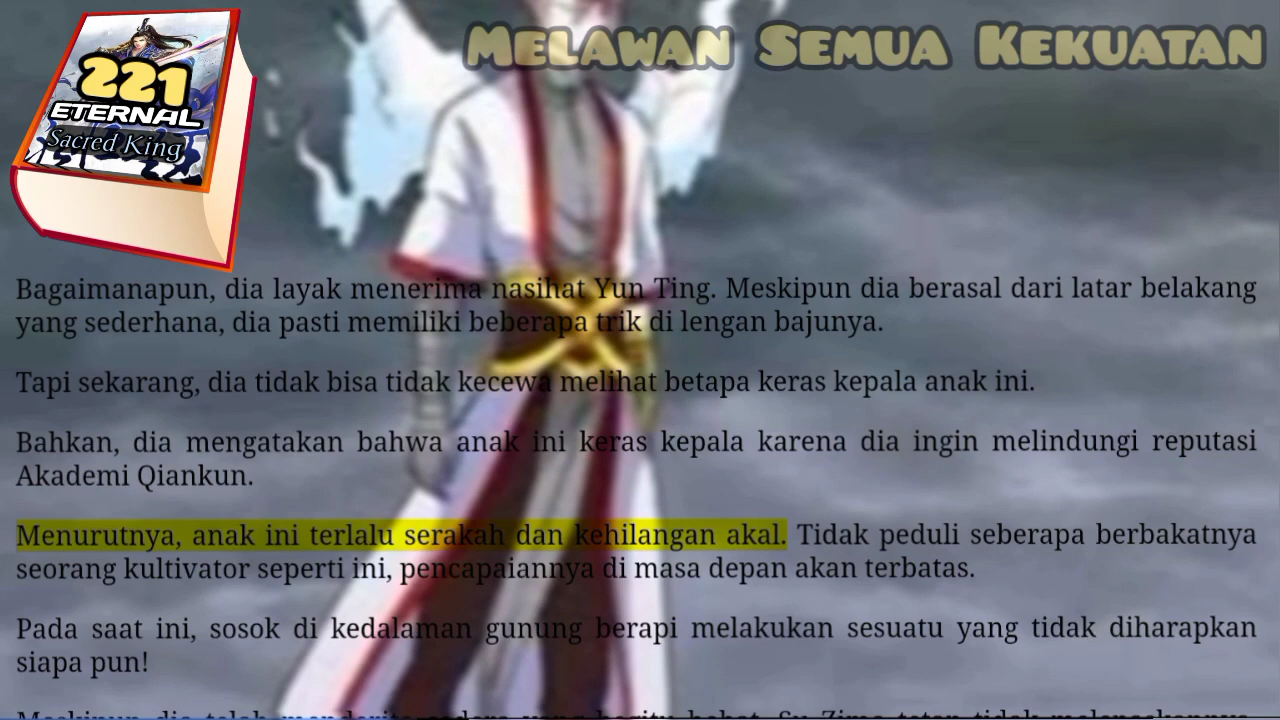 MELAWAN SEMUA KEKUATAN
221
ETERNAL
Sacred King
Bagaimanapun, dia layak menerima nasihat Yun Ting. Meskipun dia berasal dari latar belakang
yang sederhana, dia pasti memiliki beberapa trik di lengan bajunya.
Tapi sekarang, dia tidak bisa tidak kecewa melihat betapa keras kepala anak ini.
Bahkan, dia mengatakan bahwa anak ini keras kepala karena dia ingin melindungi reputasi
Akademi Qiankun.
Menurutnya, anak ini terlalu serakah dan kehilangan akal. Tidak peduli seberapa berbakatnya
seorang kultivator seperti ini, pencapaiannya di masa depan akan terbatas.
Pada saat ini, sosok di kedalaman gunung berapi melakukan sesuatu yang tidak diharapkan
siapa pun!